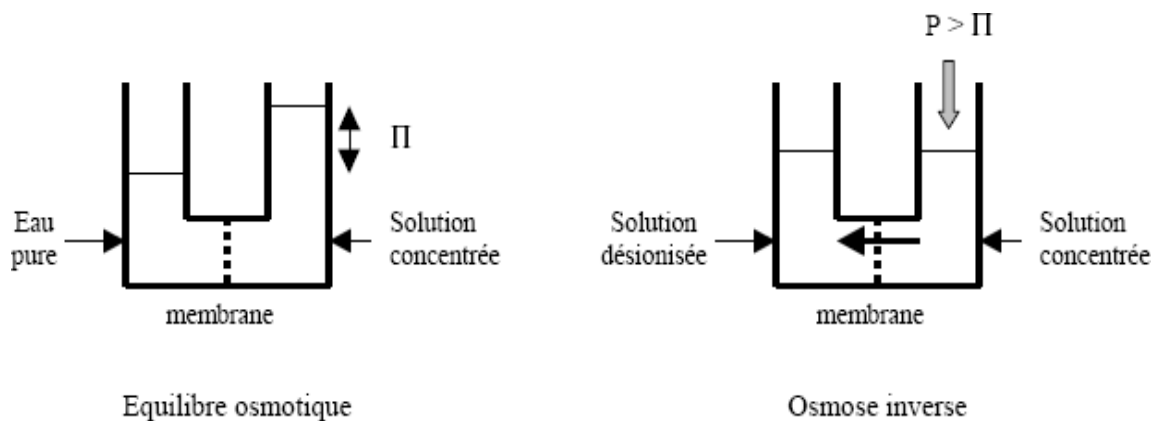 P > Π
Π
Eau
pure
Solution
concentrée
membrane
Equilibre osmotique
Solution
désionisée
Solution
concentrée
membrane
Osmose inverse